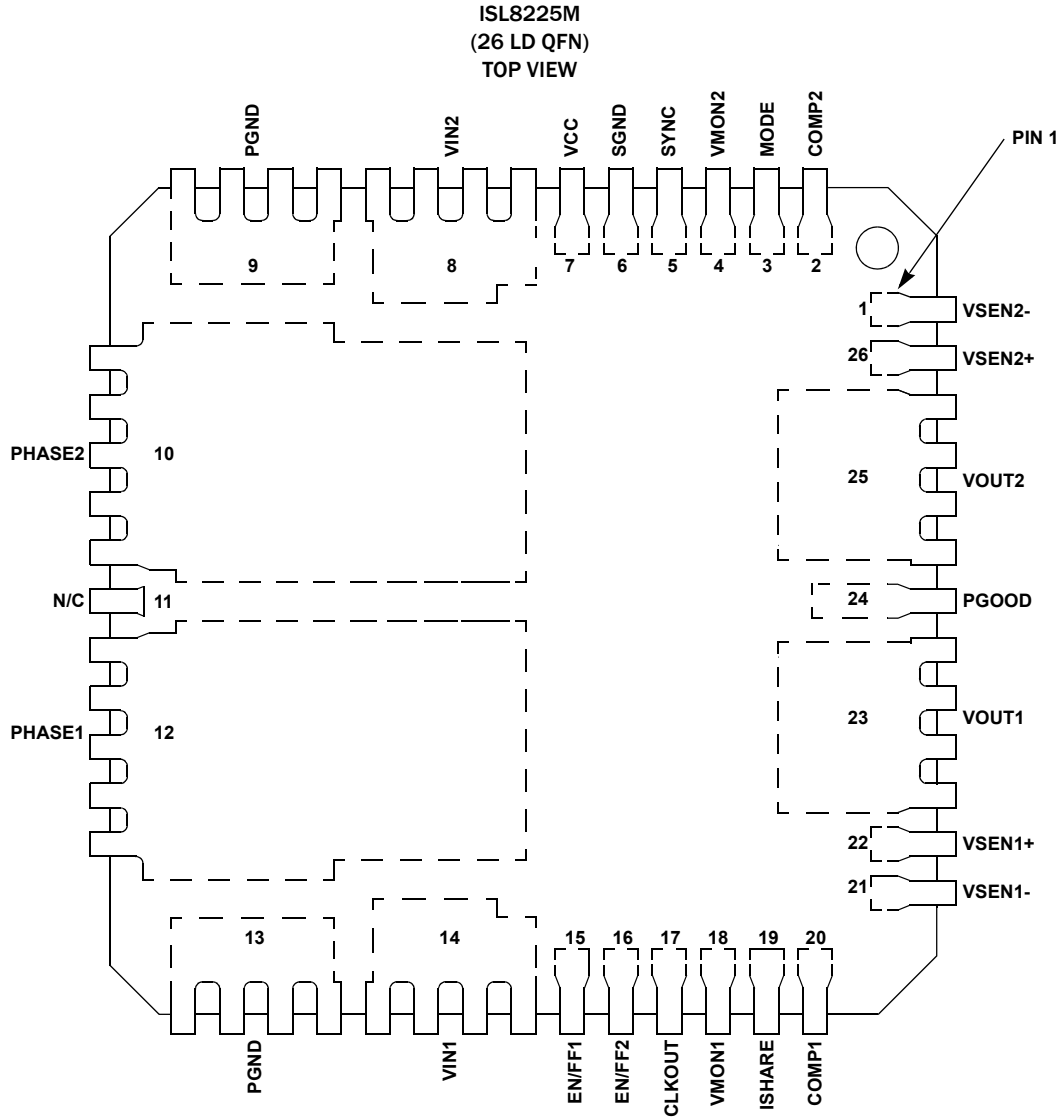 ISL8225M
(26 LD QFN)
TOP VIEW
PGND
VIN2
VCC
SGND
SYNC
VMON2
MODE
COMP2
PIN 1
9
8
7
6
5
4
3
2
1
VSEN2-
26
VSEN2+
PHASE2
10
25
VOUT2
N/C
11
24
PGOOD
PHASE1
12
23
VOUT1
22
VSEN1+
21
VSEN1-
13
14
15
16
17
18
19
20
PGND
VIN1
EN/FF1
EN/FF2
CLKOUT
VMON1
ISHARE
COMP1